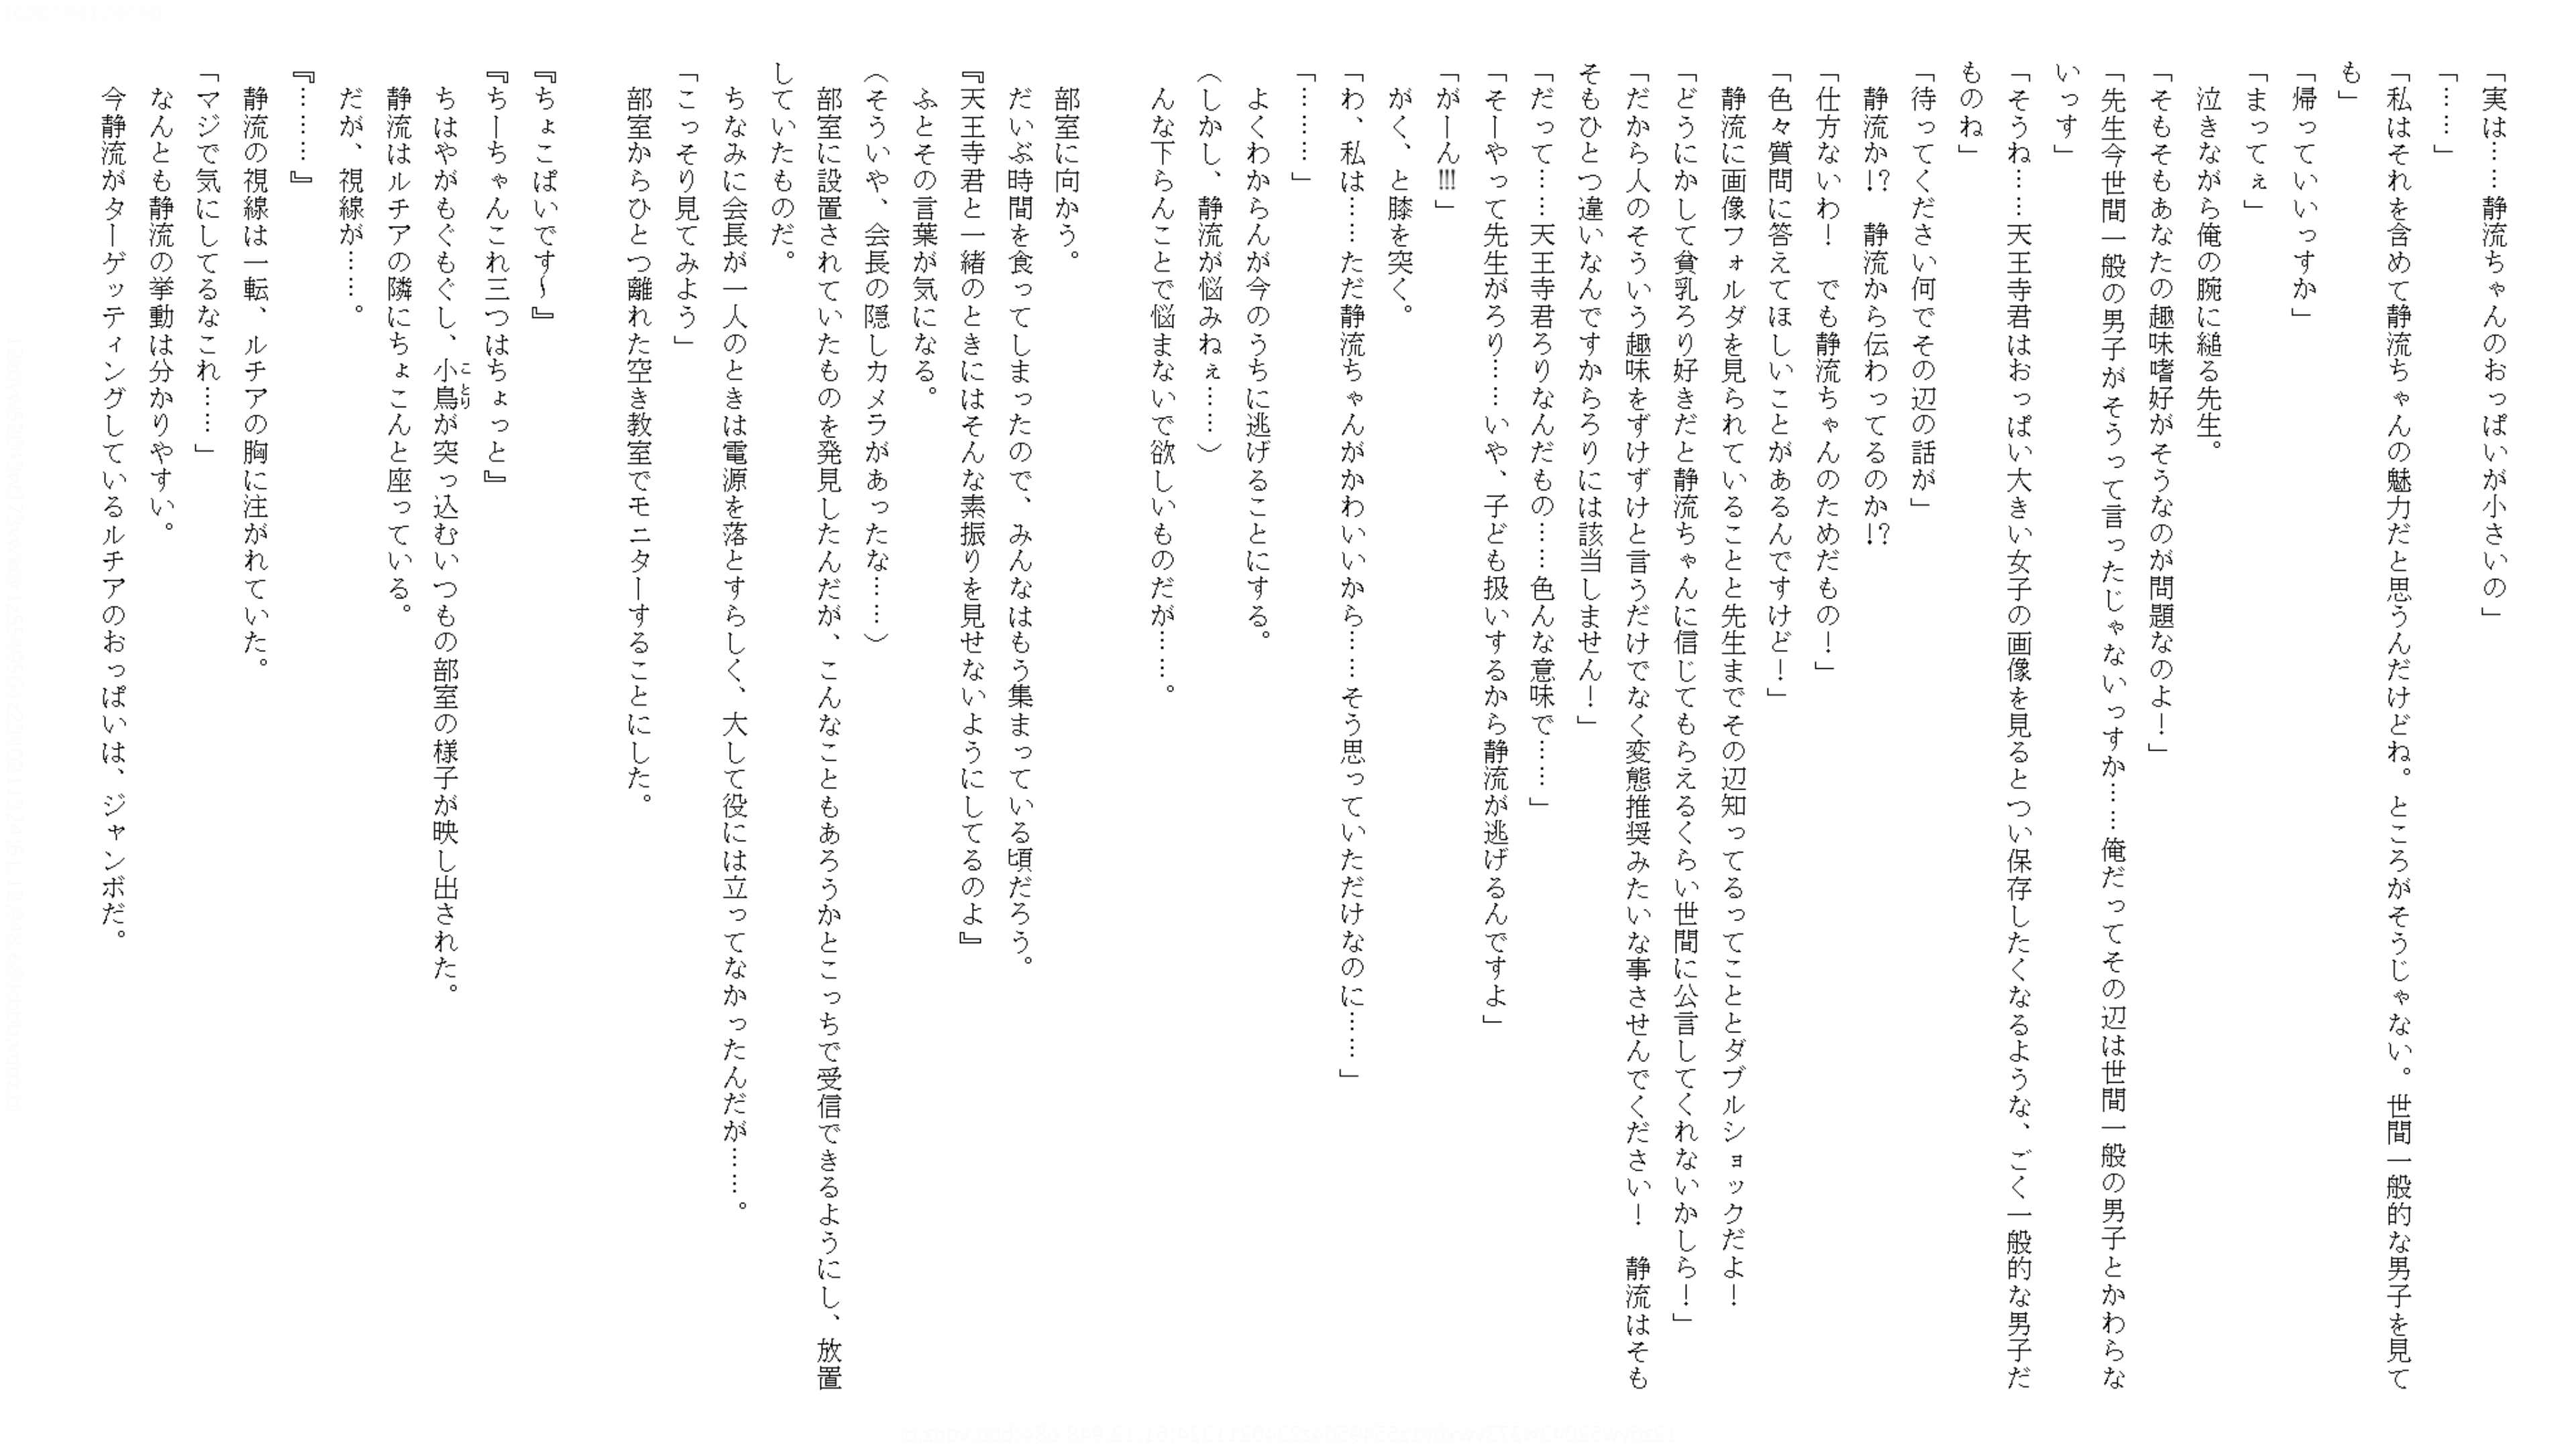 「実は……静流ちゃんのおっぱいが小さいの」
「……」
「私はそれを含めて静流ちゃんの魅力だと思うんだけどね。ところがそうじゃない。世間一般的な男子を見て
も」
「帰っていいっすか」
「まってぇ」
　泣きながら俺の腕に縋る先生。
「そもそもあなたの趣味嗜好がそうなのが問題なのよ！」
「先生今世間一般の男子がそうって言ったじゃないっすか……俺だってその辺は世間一般の男子とかわらな
いっす」
「そうね……天王寺君はおっぱい大きい女子の画像を見るとつい保存したくなるような、ごく一般的な男子だ
ものね」
「待ってください何でその辺の話が」
　静流か!?　静流から伝わってるのか!?
「仕方ないわ！　でも静流ちゃんのためだもの！」
「色々質問に答えてほしいことがあるんですけど！」
　静流に画像フォルダを見られていることと先生までその辺知ってるってこととダブルショックだよ！
「どうにかして貧乳ろり好きだと静流ちゃんに信じてもらえるくらい世間に公言してくれないかしら！」
「だから人のそういう趣味をずけずけと言うだけでなく変態推奨みたいな事させんでください！　静流はそも
そもひとつ違いなんですからろりには該当しません！」
「だって……天王寺君ろりなんだもの……色んな意味で……」
「そーやって先生がろり……いや、子ども扱いするから静流が逃げるんですよ」
「がーん!!!」
　がく、と膝を突く。
「わ、私は……ただ静流ちゃんがかわいいから……そう思っていただけなのに……」
「………」
　よくわからんが今のうちに逃げることにする。
（しかし、静流が悩みねぇ……）
　んな下らんことで悩まないで欲しいものだが……。
　部室に向かう。
　だいぶ時間を食ってしまったので、みんなはもう集まっている頃だろう。
『天王寺君と一緒のときにはそんな素振りを見せないようにしてるのよ』
　ふとその言葉が気になる。
（そういや、会長の隠しカメラがあったな……）
　部室に設置されていたものを発見したんだが、こんなこともあろうかとこっちで受信できるようにし、放置
していたものだ。
　ちなみに会長が一人のときは電源を落とすらしく、大して役には立ってなかったんだが……。
「こっそり見てみよう」
　部室からひとつ離れた空き教室でモニターすることにした。
『ちょこぱいです～』
『ちーちゃんこれ三つはちょっと』
　ちはやがもぐもぐし、小鳥(ことり)が突っ込むいつもの部室の様子が映し出された。
　静流はルチアの隣にちょこんと座っている。
　だが、視線が……。
『………』
　静流の視線は一転、ルチアの胸に注がれていた。
「マジで気にしてるなこれ……」
　なんとも静流の挙動は分かりやすい。
　今静流がターゲッティングしているルチアのおっぱいは、ジャンボだ。